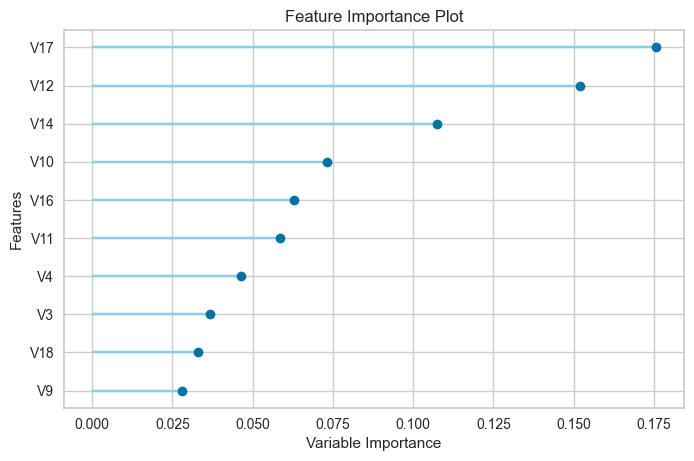 Feature Importance Plot
V17
V12
V14
V10
V16
V11
V4
V3
V18
V9
Features
0.000 0.025 0.050 0.075 0.100 0.125 0.150 0.175
Variable Importance